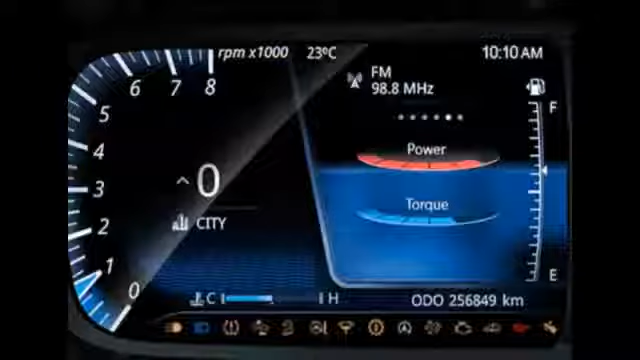 rpm x1000
23ºC
10:10 AM
FM
98.8 MHz
8
7
6
5
4
3
2
1
0
Power
Torque
0
CITY
F
E
C
H
ODO 256849 km